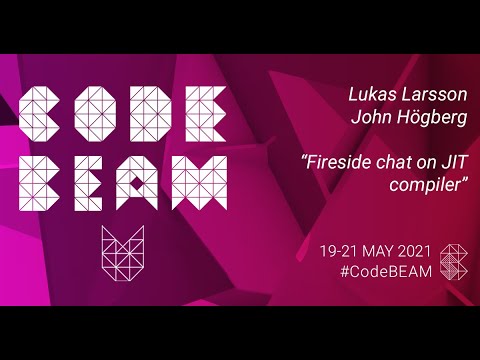 CODE
BEAM
Lukas Larsson
John Högberg
“Fireside chat on JIT
compiler”
19-21 MAY 2021
#CodeBEAM